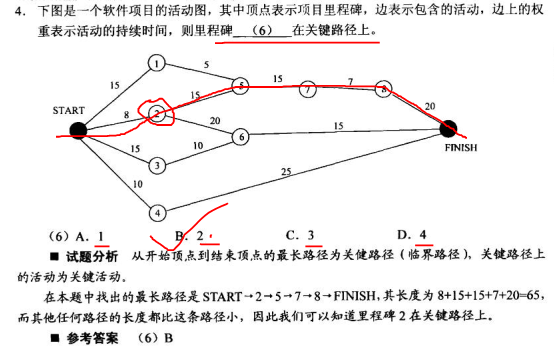 4. 下图是一个软件项目的活动图，其中顶点表示项目里程碑，边表示包含的活动，边上的权
重表示活动的持续时间，则里程碑 （6） 在关键路径上。
1
5
15
5
15
7
7
8
START
8
2
15
20
20
6
15
FINISH
15
10
3
10
25
4
（6）A. 1 B. 2 C. 3 D. 4
■ 试题分析 从开始顶点到结束顶点的最长路径为关健路径（临界路径），关键路径上
的活动为关键活动。
在本题中找出的最长路径是 START→2→5→7→8→FINISH，其长度为 8+15+15+7+20=65，
而其他任何路径的长度都比这条路径小，因此我们可以知道里程碑 2 在关键路径上。
■ 参考答案 （6）B